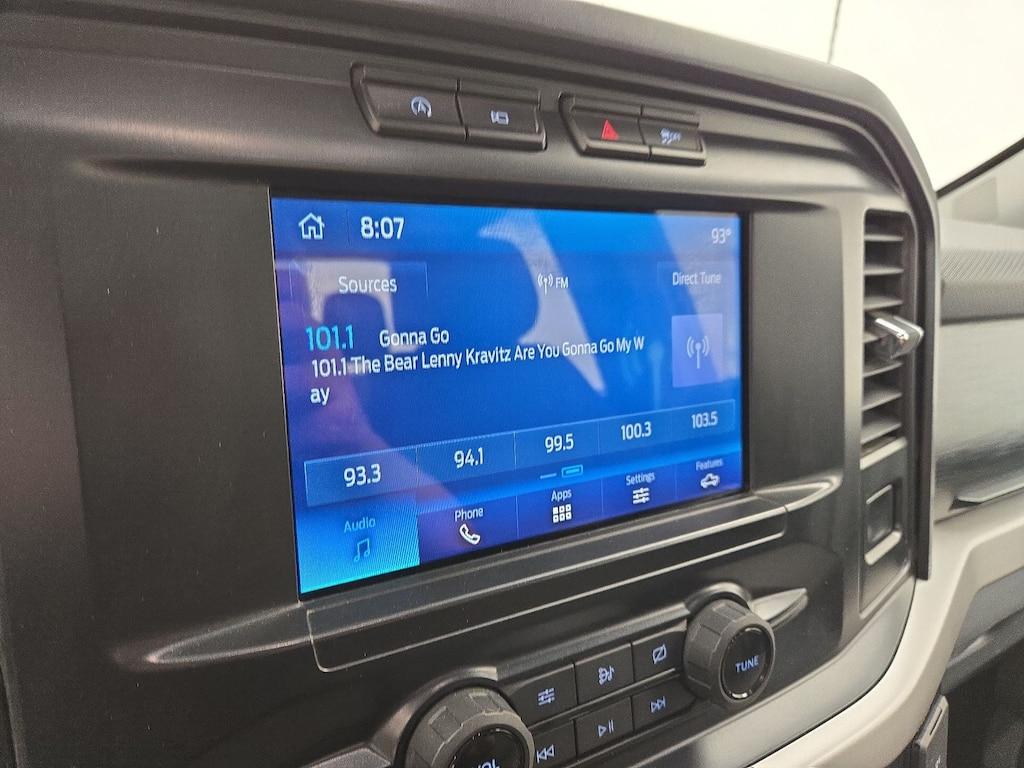 OFF
8:07
93°
Sources
FM
Direct Tune
101.1 Gonna Go
101.1 The Bear Lenny Kravitz Are You Gonna Go My W
ay
93.3
94.1
99.5
100.3
103.5
Audio
Phone
Apps
Settings
Features
TUNE
VOL